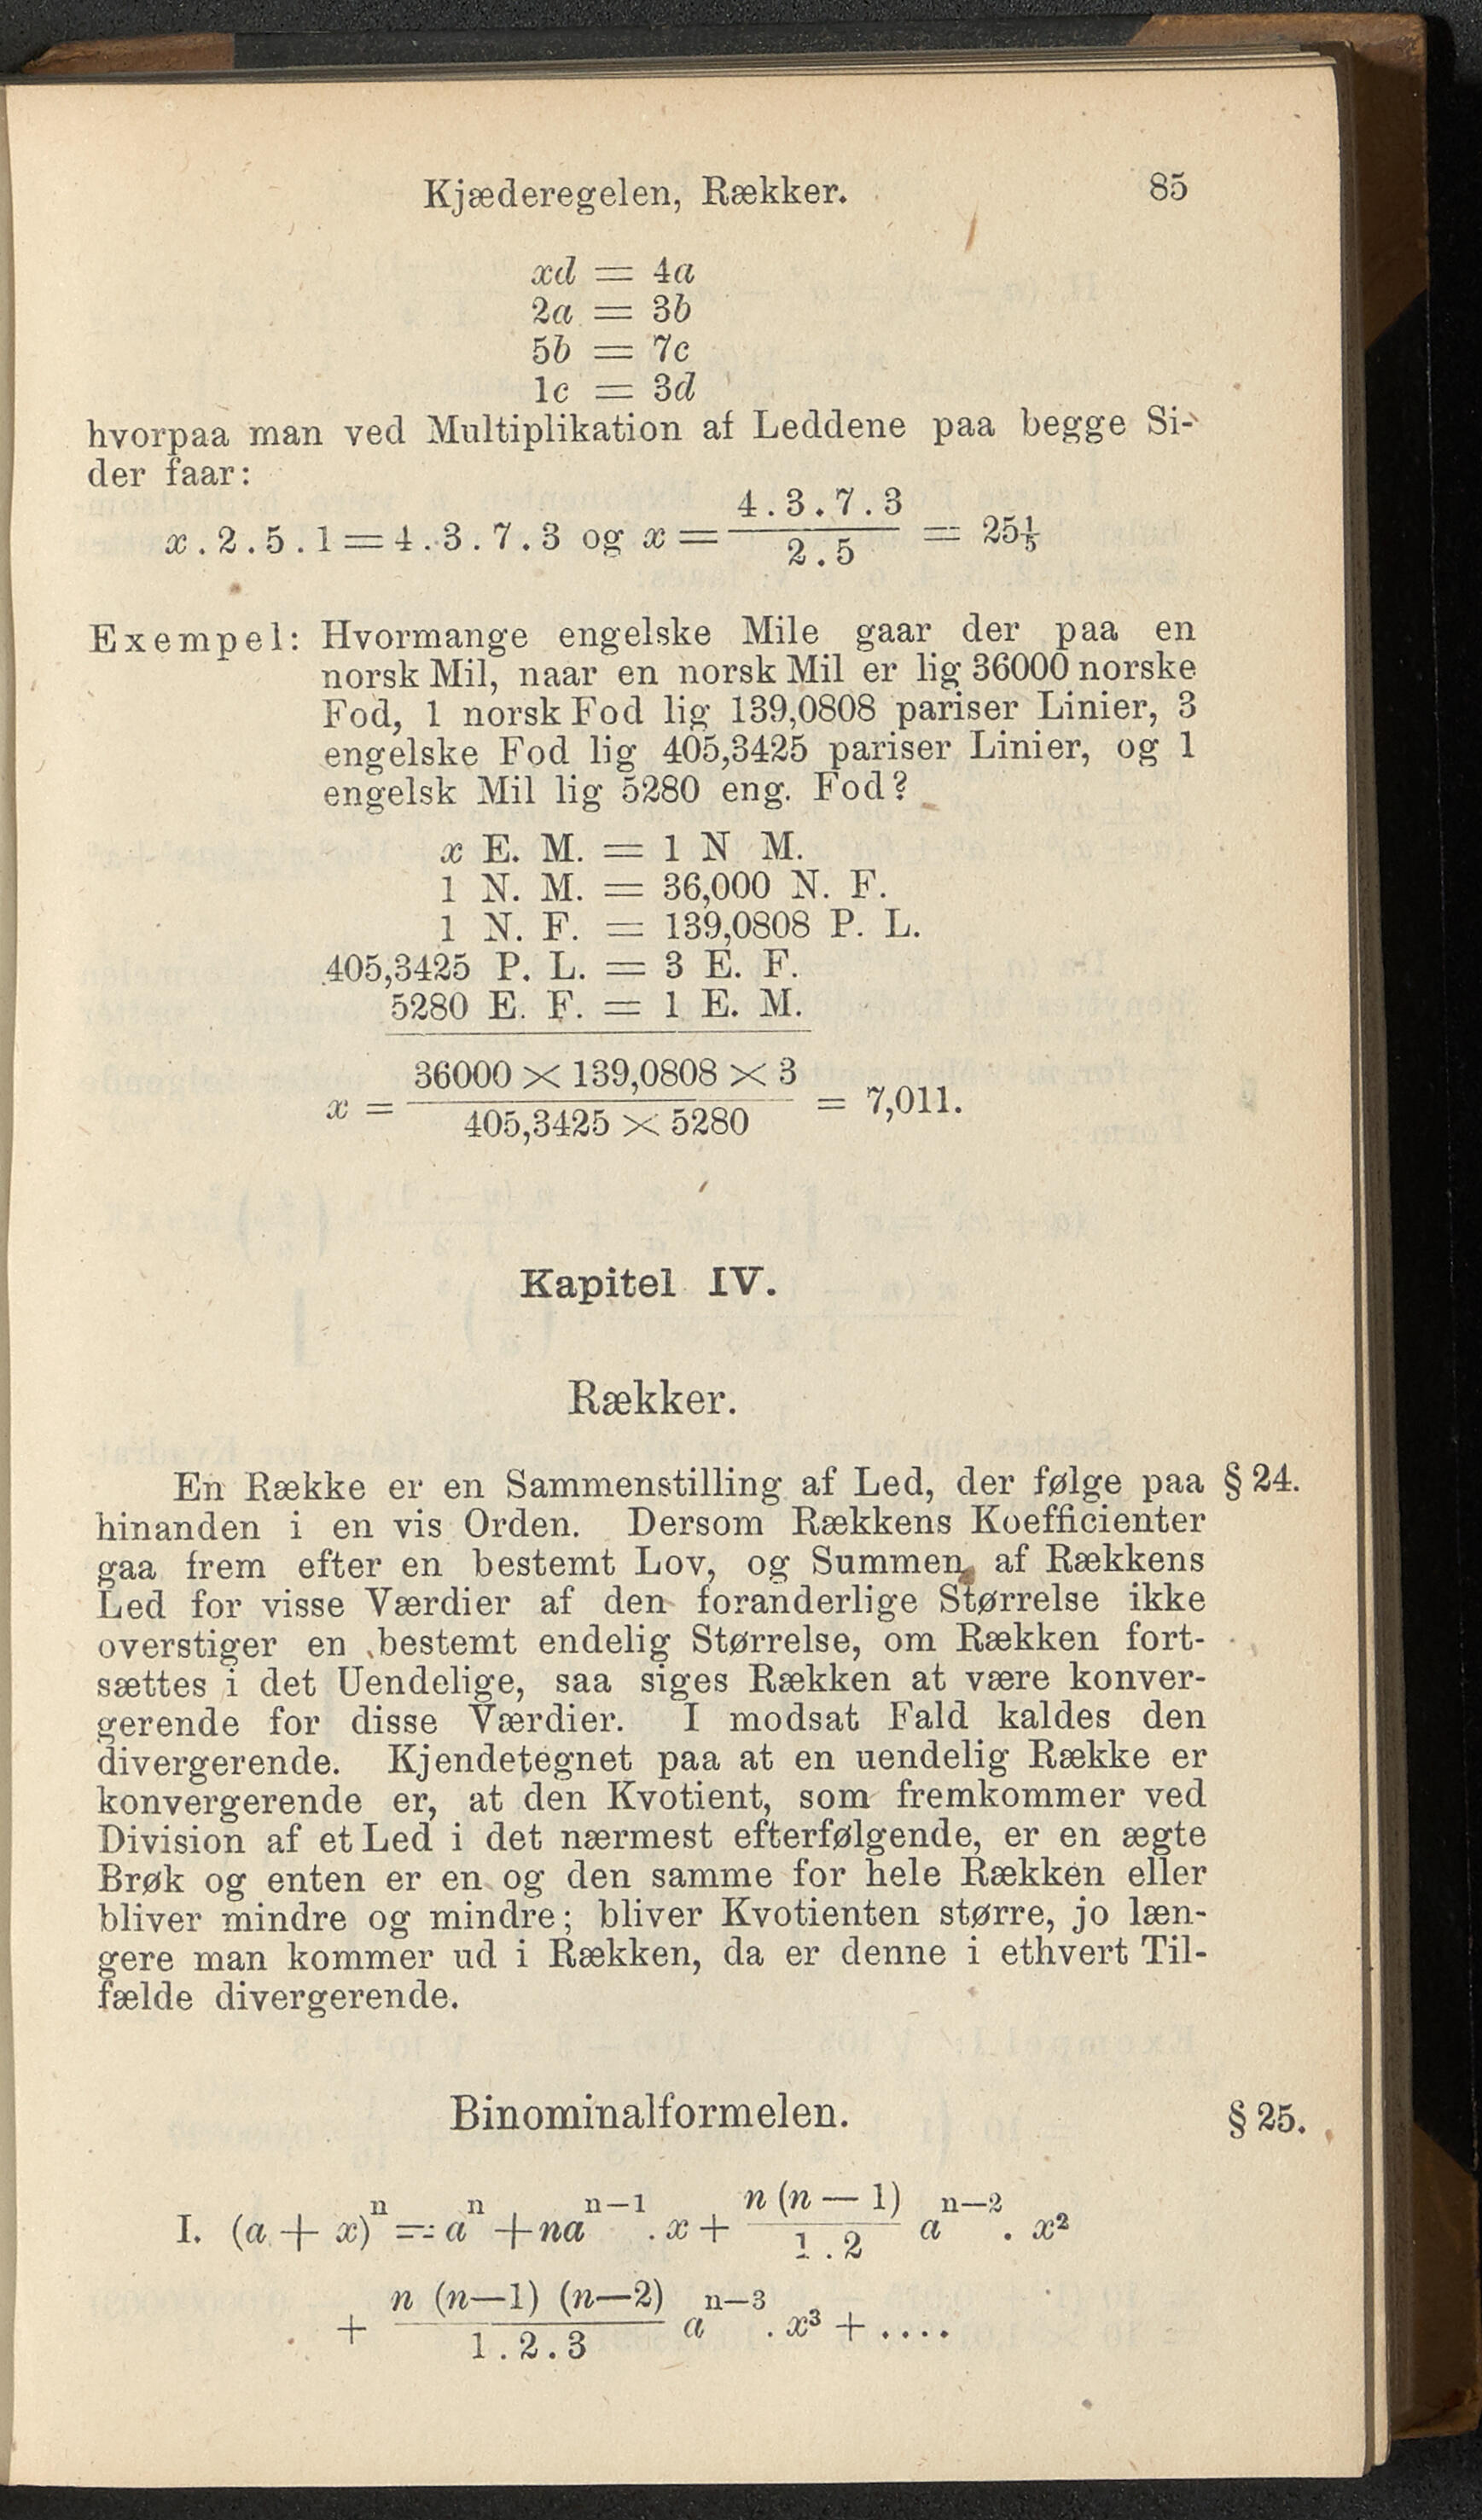 Kjæderegelen, Rækker. 85
xd = 4a
2a = 3b
5b = 7c
1c = 3d
hvorpaa man ved Multiplikation af Leddene paa begge Si-
der faar:
x . 2 . 5 . 1 = 4 . 3 . 7 . 3 og x = \frac{4 . 3 . 7 . 3}{2 . 5} = 25 1/5
Exempel: Hvormange engelske Mile gaar der paa en
norsk Mil, naar en norsk Mil er lig 36000 norske
Fod, 1 norsk Fod lig 139,0808 pariser Linier, 3
engelske Fod lig 405,3425 pariser Linier, og 1
engelsk Mil lig 5280 eng. Fod?
x E. M. = 1 N M.
1 N. M. = 36,000 N. F.
1 N. F. = 139,0808 P. L.
405,3425 P. L. = 3 E. F.
5280 E. F. = 1 E. M.
x = \frac{36000 × 139,0808 × 3}{405,3425 × 5280} = 7,011.
Kapitel IV.
Rækker.
En Række er en Sammenstilling af Led, der følge paa § 24.
hinanden i en vis Orden. Dersom Rækkens Koefficienter
gaa frem efter en bestemt Lov, og Summen af Rækkens
Led for visse Værdier af den foranderlige Størrelse ikke
overstiger en bestemt endelig Størrelse, om Rækken fort-
sættes i det Uendelige, saa siges Rækken at være konver-
gerende for disse Værdier. I modsat Fald kaldes den
divergerende. Kjendetegnet paa at en uendelig Række er
konvergerende er, at den Kvotient, som fremkommer ved
Division af et Led i det nærmest efterfølgende, er en ægte
Brøk og enten er en og den samme for hele Rækken eller
bliver mindre og mindre; bliver Kvotienten større, jo læn-
gere man kommer ud i Rækken, da er denne i ethvert Til-
fælde divergerende.
Binominalformelen. § 25.
I. (a + x)^n = a^n + na^{n—1} . x + \frac{n (n — 1)}{1 . 2} a^{n—2} . x²
+ \frac{n (n—1) (n—2)}{1 . 2 . 3} a^{n—3} . x³ + ....